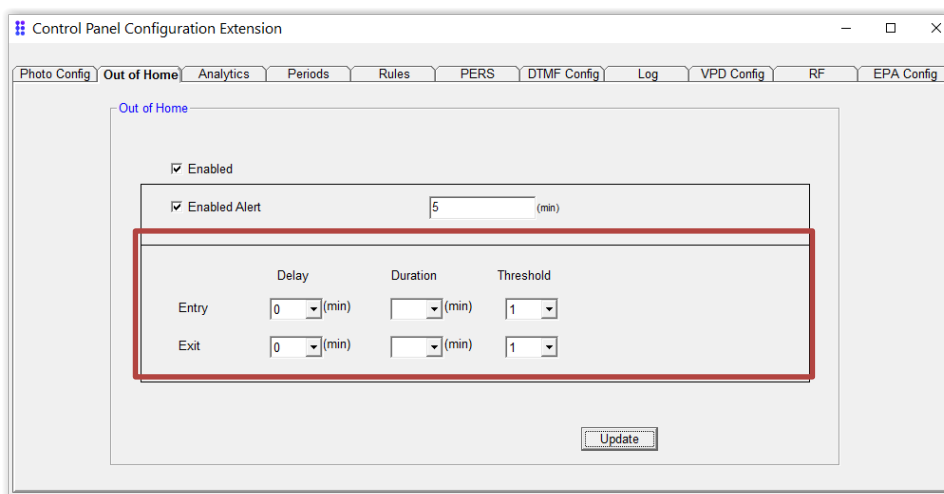 Control Panel Configuration Extension
Photo Config Out of Home Analytics Periods Rules PERS DTMF Config Log VPD Config RF EPA Config
Out of Home
Enabled
Enabled Alert 5 (min)
Delay Duration Threshold
Entry 0 (min) (min) 1
Exit 0 (min) (min) 1
Update